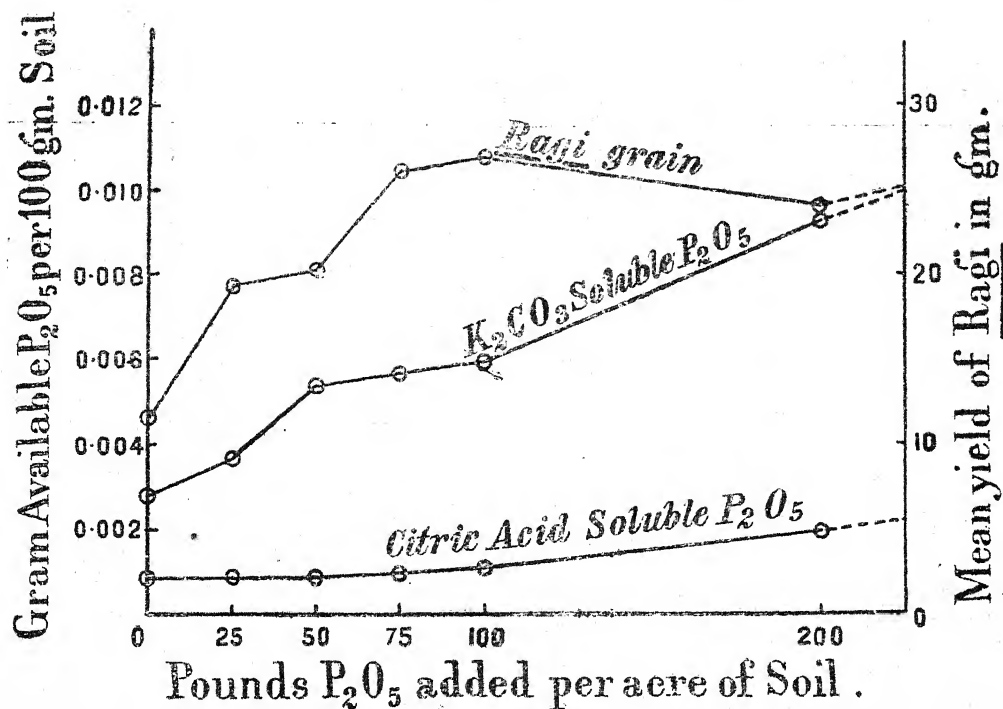 Gram Available P₂O₅ per 100 gm. Soil
0·012
0·010
0·008
0·006
0·004
0·002
0
25
50
75
100
200
Pounds P₂O₅ added per acre of Soil.
Ragi grain
K₂CO₃ Soluble P₂O₅
Citric Acid Soluble P₂O₅
30
20
10
0
Mean yield of Ragi in gm.